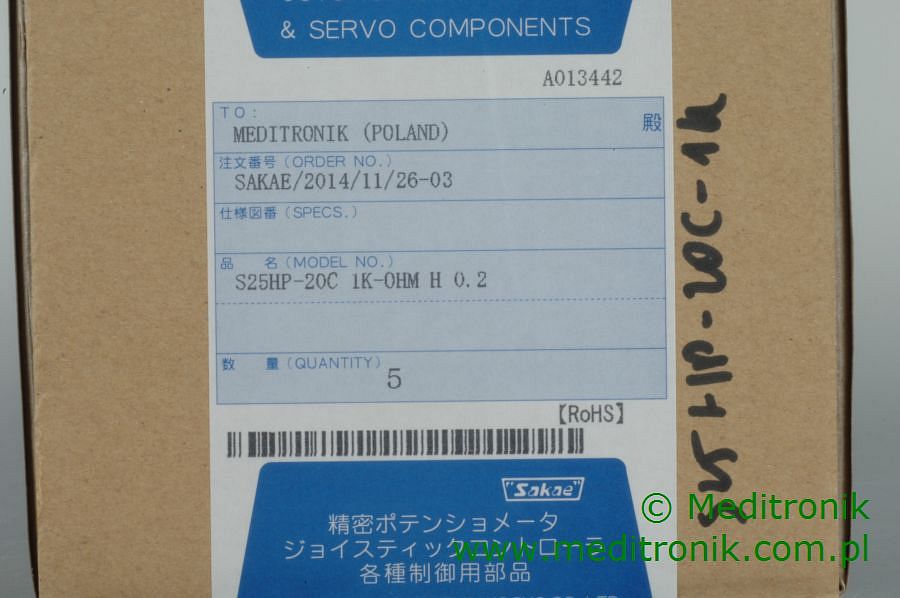 & SERVO COMPONENTS
A013442
TO:
MEDITRONIK (POLAND)
殿
注文番号 (ORDER NO.)
SAKAE/2014/11/26-03
仕様図番 (SPECS.)
品 名 (MODEL NO.)
S25HP-20C 1K-OHM H 0.2
数 量 (QUANTITY)
5
【RoHS】
"Sakae"
精密ポテンショメータ
ジョイスティックコントローラ
各種制御用部品
S25HP-20C-1k
© Meditronik
www.meditronik.com.pl